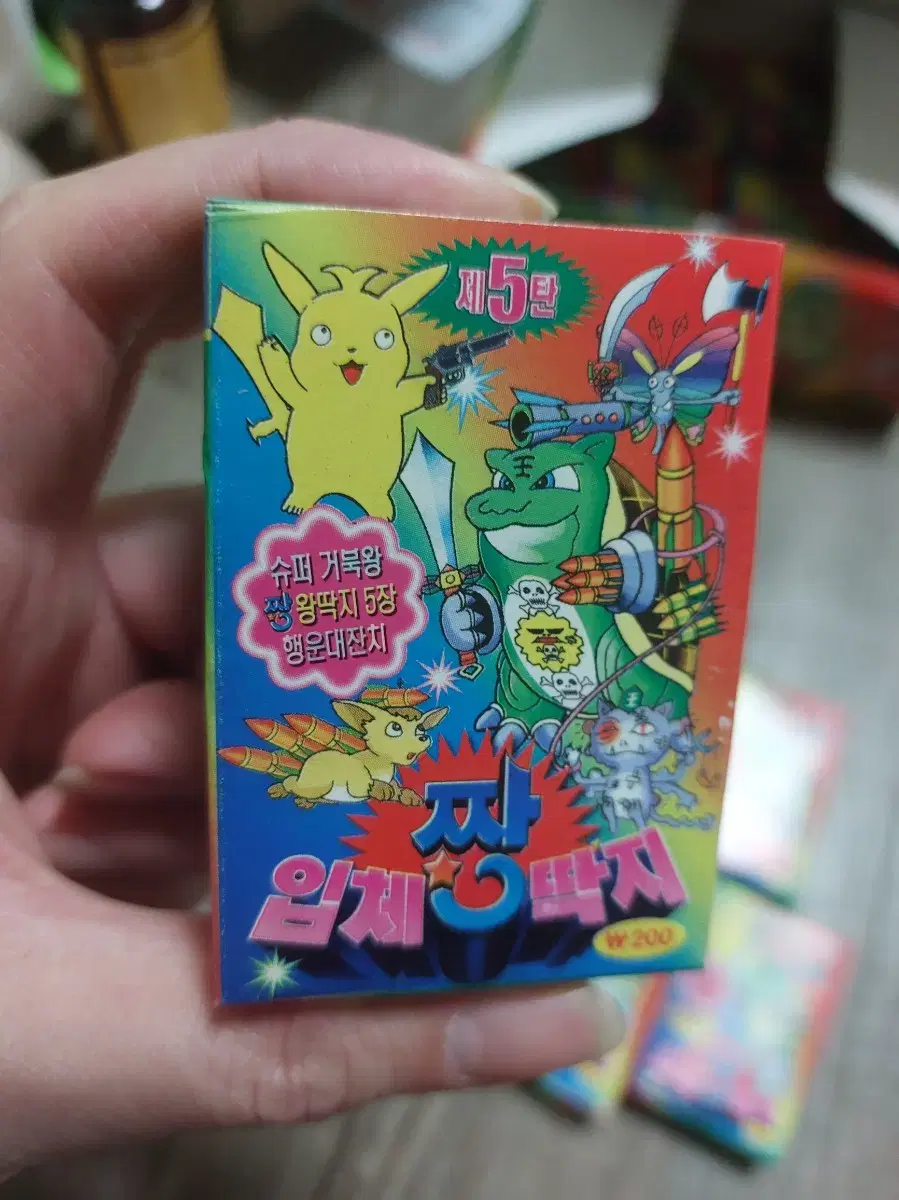 제5탄
王
슈퍼 거북왕
짱 왕딱지 5장
행운대잔치
짱
입체 딱지
₩200